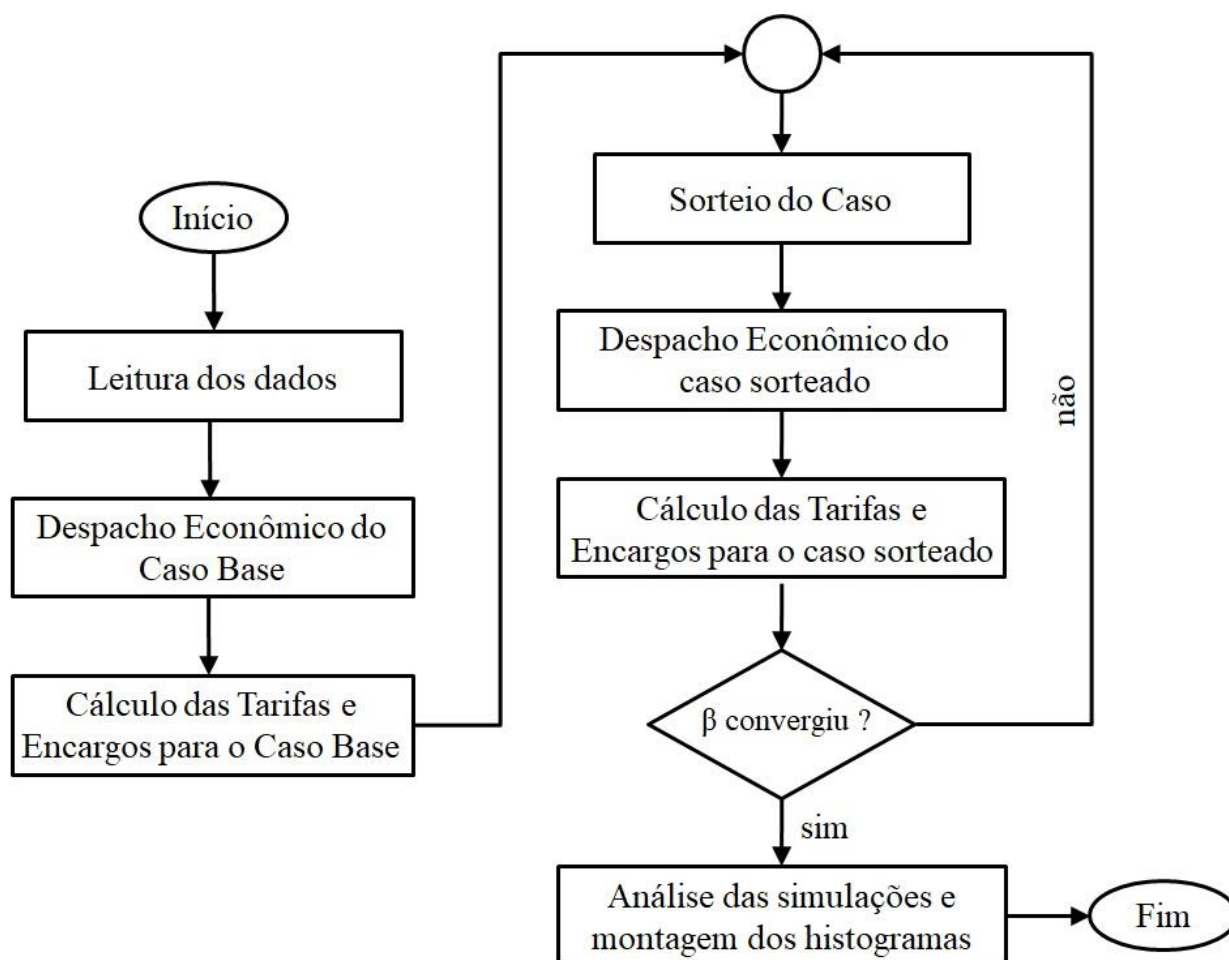 Início
Leitura dos dados
Despacho Econômico do
Caso Base
Cálculo das Tarifas e
Encargos para o Caso Base
Sorteio do Caso
Despacho Econômico do
caso sorteado
Cálculo das Tarifas e
Encargos para o caso sorteado
β convergiu ?
não
sim
Análise das simulações e
montagem dos histogramas
Fim